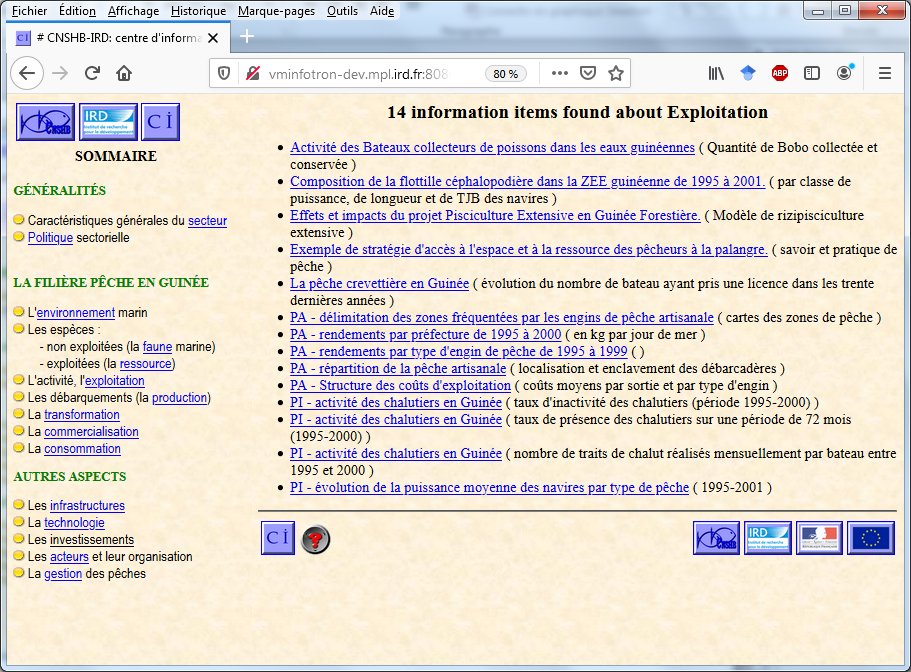 Fichier Édition Affichage Historique Marque-pages Outils Aide
# CNSHB-IRD: centre d'informa
vminfotron-dev.mpl.ird.fr:808 80 %
ABP
CNSHB IRD Institut de recherche pour le développement C İ
SOMMAIRE
GÉNÉRALITÉS
Caractéristiques générales du secteur
Politique sectorielle
LA FILIÈRE PÊCHE EN GUINÉE
L'environnement marin
Les espèces :
- non exploitées (la faune marine)
- exploitées (la ressource)
L'activité, l'exploitation
Les débarquements (la production)
La transformation
La commercialisation
La consommation
AUTRES ASPECTS
Les infrastructures
La technologie
Les investissements
Les acteurs et leur organisation
La gestion des pêches
14 information items found about Exploitation
Activité des Bateaux collecteurs de poissons dans les eaux guinéennes ( Quantité de Bobo collectée et
conservée )
Composition de la flottille céphalopodière dans la ZEE guinéenne de 1995 à 2001. ( par classe de
puissance, de longueur et de TJB des navires )
Effets et impacts du projet Pisciculture Extensive en Guinée Forestière. ( Modèle de rizipisciculture
extensive )
Exemple de stratégie d'accès à l'espace et à la ressource des pêcheurs à la palangre. ( savoir et pratique de
pêche )
La pêche crevettière en Guinée ( évolution du nombre de bateau ayant pris une licence dans les trente
dernières années )
PA - délimitation des zones fréquentées par les engins de pêche artisanale ( cartes des zones de pêche )
PA - rendements par préfecture de 1995 à 2000 ( en kg par jour de mer )
PA - rendements par type d'engin de pêche de 1995 à 1999 ( )
PA - répartition de la pêche artisanale ( localisation et enclavement des débarcadères )
PA - Structure des coûts d'exploitation ( coûts moyens par sortie et par type d'engin )
PI - activité des chalutiers en Guinée ( taux d'inactivité des chalutiers (période 1995-2000) )
PI - activité des chalutiers en Guinée ( taux de présence des chalutiers sur une période de 72 mois
(1995-2000) )
PI - activité des chalutiers en Guinée ( nombre de traits de chalut réalisés mensuellement par bateau entre
1995 et 2000 )
PI - évolution de la puissance moyenne des navires par type de pêche ( 1995-2001 )
C İ ? CNSHB IRD